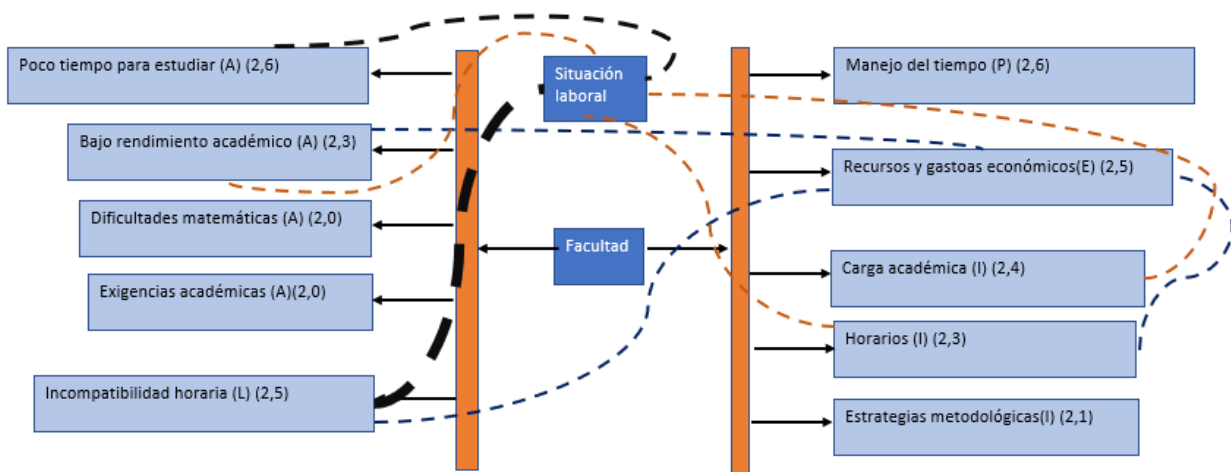 Poco tiempo para estudiar (A) (2,6)
Bajo rendimiento académico (A) (2,3)
Dificultades matemáticas (A) (2,0)
Exigencias académicas (A)(2,0)
Incompatibilidad horaria (L) (2,5)
Situación
laboral
Facultad
Manejo del tiempo (P) (2,6)
Recursos y gastoas económicos(E) (2,5)
Carga académica (I) (2,4)
Horarios (I) (2,3)
Estrategias metodológicas(I) (2,1)